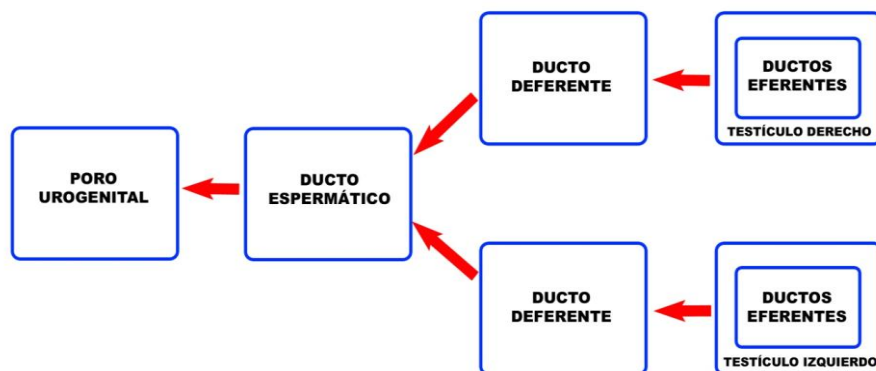 DUCTO
DEFERENTE
DUCTOS
EFERENTES
TESTÍCULO DERECHO
PORO
UROGENITAL
DUCTO
ESPERMÁTICO
DUCTO
DEFERENTE
DUCTOS
EFERENTES
TESTÍCULO IZQUIERDO